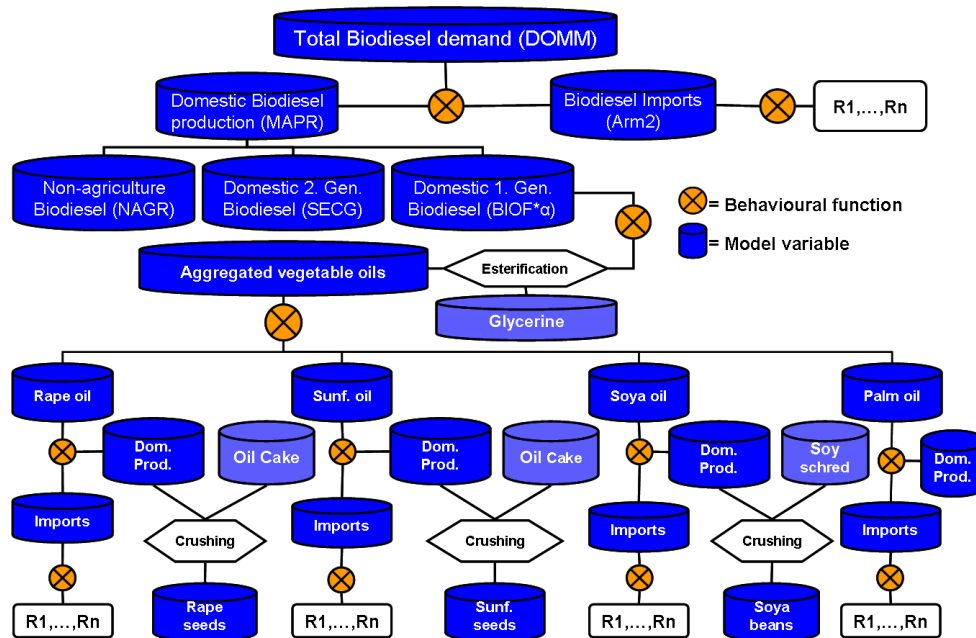 Total Biodiesel demand (DOMM)
Domestic Biodiesel
production (MAPR)
Biodiesel Imports
(Arm2)
R1,...,Rn
Non-agriculture
Biodiesel (NAGR)
Domestic 2. Gen.
Biodiesel (SECG)
Domestic 1. Gen.
Biodiesel (BIOF*α)
= Behavioural function
= Model variable
Aggregated vegetable oils
Esterification
Glycerine
Rape oil
Sunf. oil
Soya oil
Palm oil
Dom.
Prod.
Oil Cake
Dom.
Prod.
Oil Cake
Dom.
Prod.
Soy
schred
Dom.
Prod.
Imports
Crushing
Imports
Crushing
Imports
Crushing
Imports
R1,...,Rn
Rape
seeds
R1,...,Rn
Sunf.
seeds
R1,...,Rn
Soya
beans
R1,...,Rn